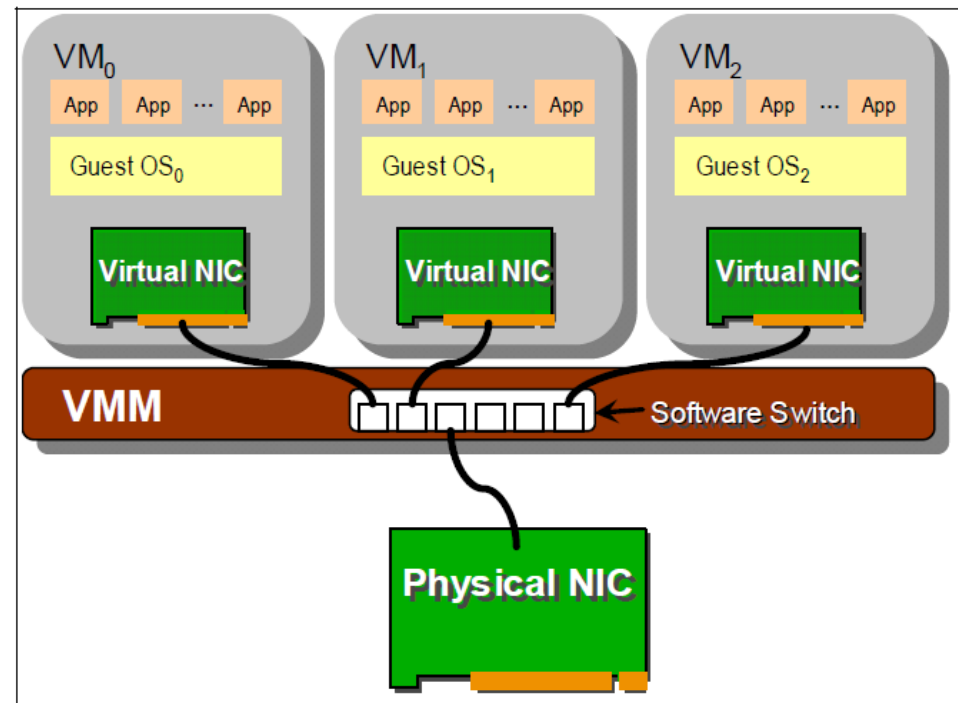 VM₀
App App ... App
Guest OS₀
Virtual NIC
VM₁
App App ... App
Guest OS₁
Virtual NIC
VM₂
App App ... App
Guest OS₂
Virtual NIC
VMM
Software Switch
Physical NIC